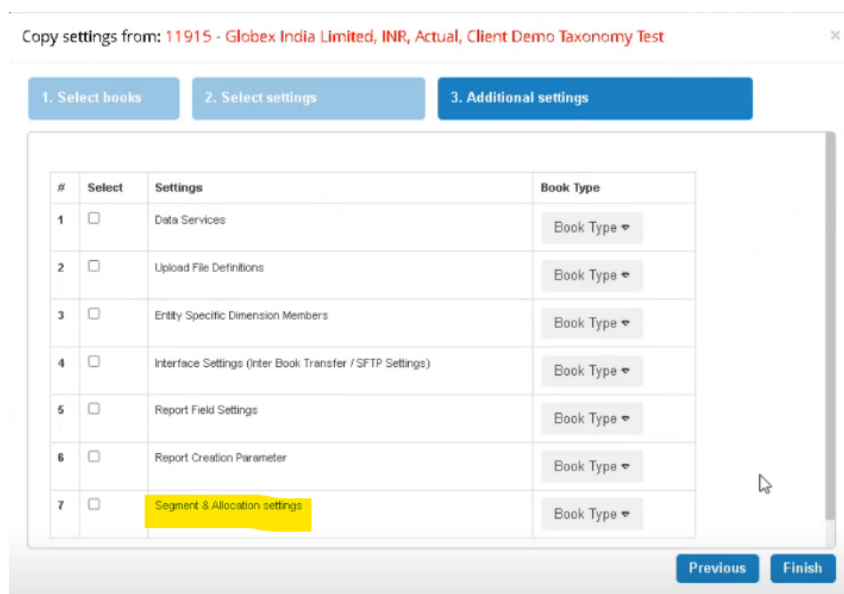 Copy settings from: 11915 - Globex India Limited, INR, Actual, Client Demo Taxonomy Test ×
1. Select books 2. Select settings 3. Additional settings
# Select Settings Book Type
1 Data Services Book Type
2 Upload File Definitions Book Type
3 Entity Specific Dimension Members Book Type
4 Interface Settings (Inter Book Transfer / SFTP Settings) Book Type
5 Report Field Settings Book Type
6 Report Creation Parameter Book Type
7 Segment & Allocation settings Book Type
Previous Finish